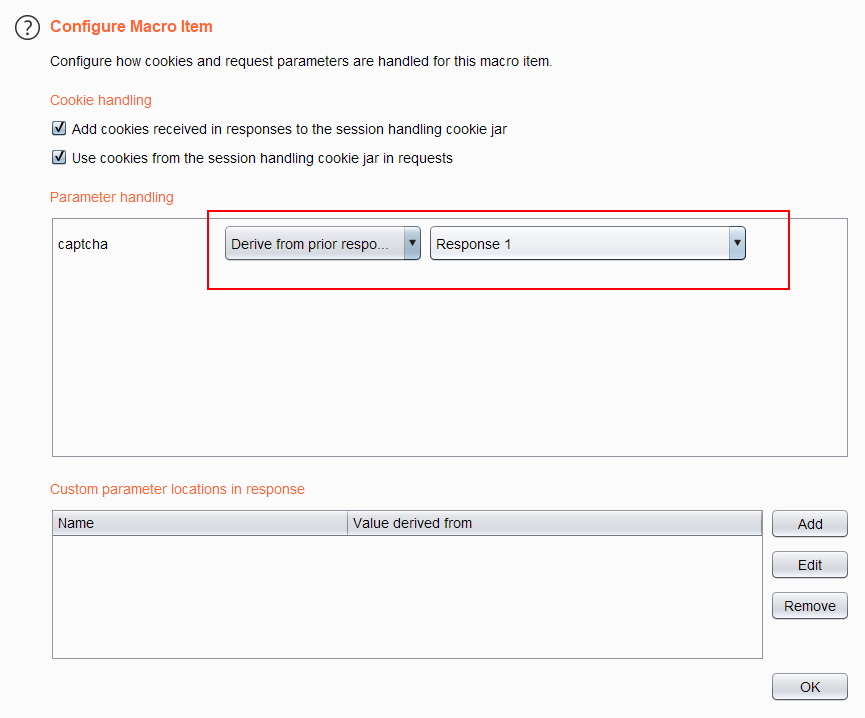 ?
Configure Macro Item
Configure how cookies and request parameters are handled for this macro item.
Cookie handling
Add cookies received in responses to the session handling cookie jar
Use cookies from the session handling cookie jar in requests
Parameter handling
captcha Derive from prior respo... Response 1
Custom parameter locations in response
Name Value derived from
Add
Edit
Remove
OK